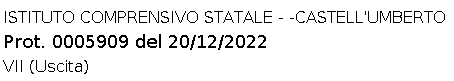 ISTITUTO COMPRENSIVO STATALE - -CASTELL'UMBERTO
Prot. 0005909 del 20/12/2022
VII (Uscita)